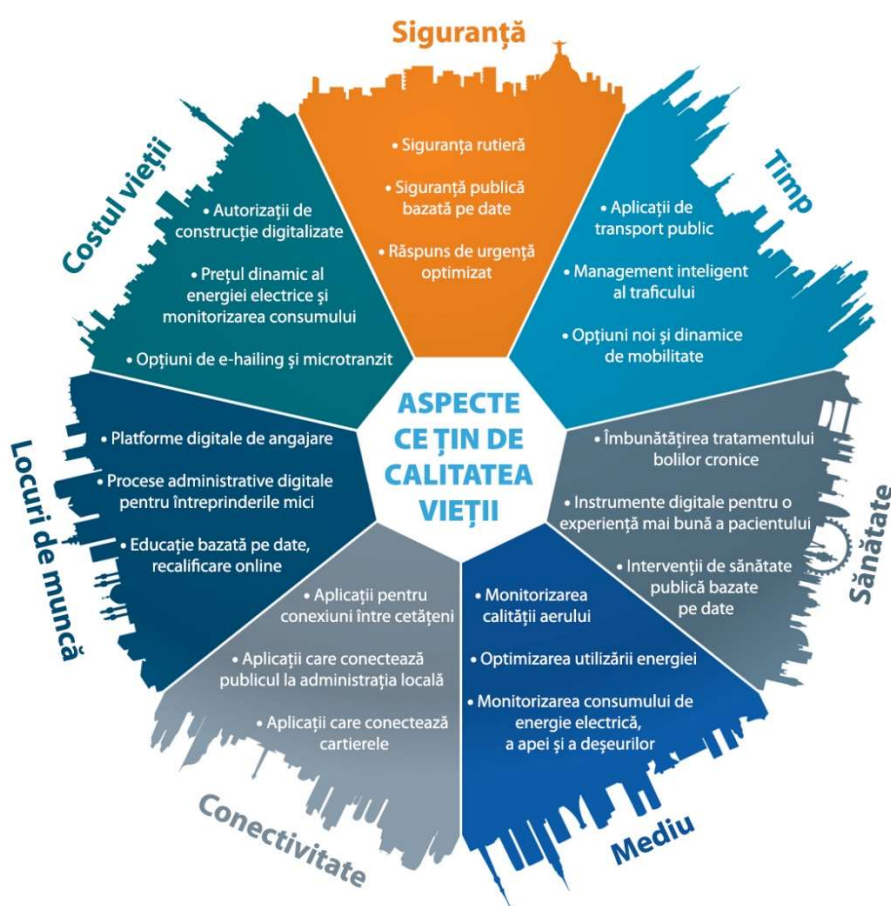 Siguranță
• Siguranța rutieră
• Siguranță publică
bazată pe date
• Răspuns de urgență
optimizat
Timp
• Aplicații de
transport public
• Management inteligent
al traficului
• Opțiuni noi și dinamice
de mobilitate
Sănătate
• Îmbunătățirea tratamentului
bolilor cronice
• Instrumente digitale pentru o
experiență mai bună a pacientului
• Intervenții de sănătate
publică bazate
pe date
Mediu
• Monitorizarea
calității aerului
• Optimizarea utilizării energiei
• Monitorizarea consumului de
energie electrică,
a apei și a deșeurilor
Conectivitate
• Aplicații pentru
conexiuni între cetățeni
• Aplicații care conectează
publicul la administrația locală
• Aplicații care conectează
cartierele
Locuri de muncă
• Platforme digitale de angajare
• Procese administrative digitale
pentru întreprinderile mici
• Educație bazată pe date,
recalificare online
Costul vieții
• Autorizații de
construcție digitalizate
• Prețul dinamic al
energiei electrice și
monitorizarea consumului
• Opțiuni de e-hailing și microtranzit
ASPECTE
CE ȚIN DE
CALITATEA
VIEȚII